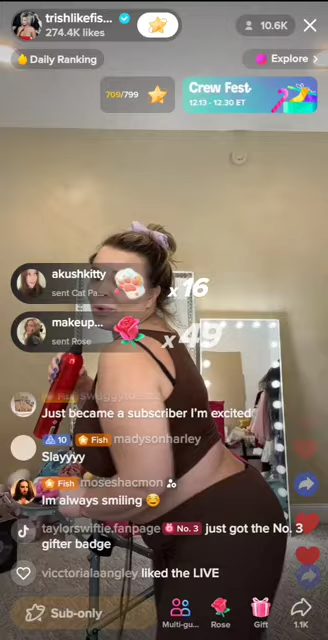 trishlikefis...
274.4K likes
10.6K
Daily Ranking
Explore >
709/799
Crew Fest
12.13 - 12.30 ET
akushkitty
sent Cat Pa...
x 16
makeup...
sent Rose
x 49
Just became a subscriber I'm excited
10 Fish madysonharley
Slayyyy
Fish moseshacmon
Im always smiling 😅
taylorswiftie.fanpage No. 3 just got the No. 3
gifter badge
vicctorialaangley liked the LIVE
Sub-only
Multi-gu...
Rose
Gift
1.1K